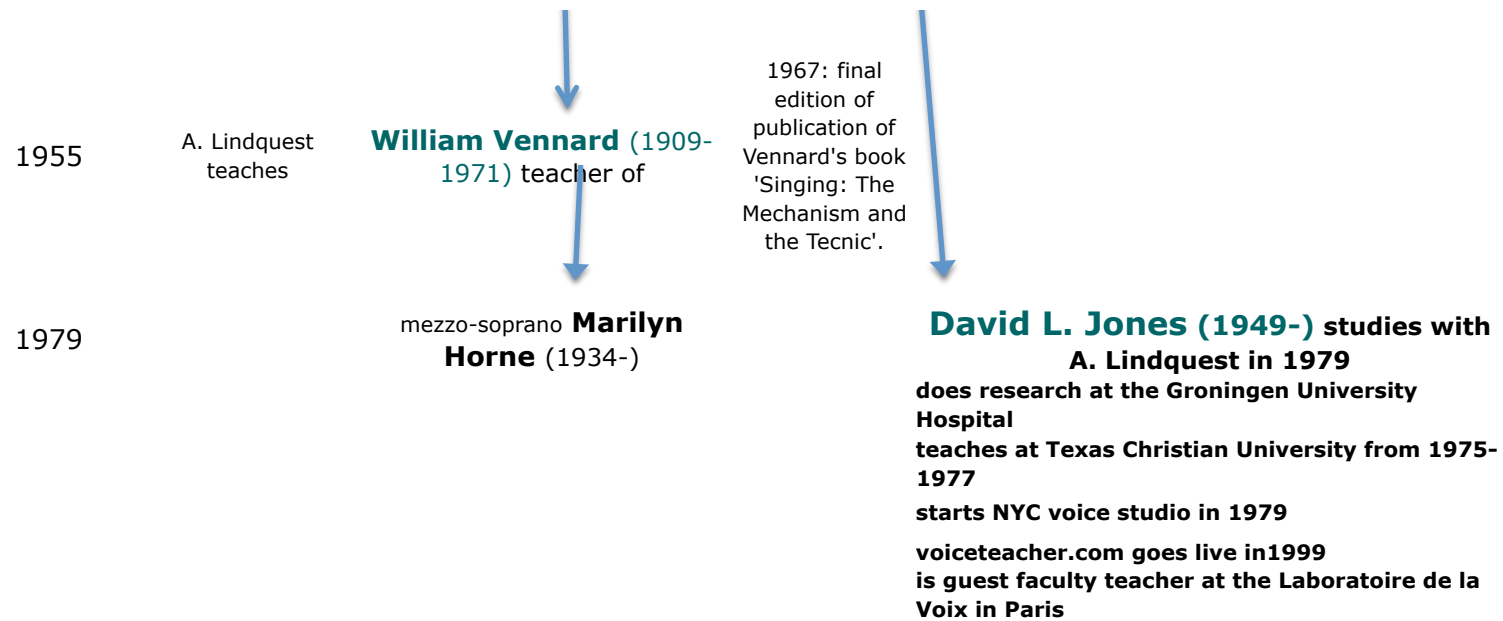 1955
A. Lindquest
teaches
William Vennard (1909-
1971) teacher of
1967: final
edition of
publication of
Vennard's book
'Singing: The
Mechanism and
the Tecnic'.
1979
mezzo-soprano Marilyn
Horne (1934-)
David L. Jones (1949-) studies with
A. Lindquest in 1979
does research at the Groningen University
Hospital
teaches at Texas Christian University from 1975-
1977
starts NYC voice studio in 1979
voiceteacher.com goes live in1999
is guest faculty teacher at the Laboratoire de la
Voix in Paris